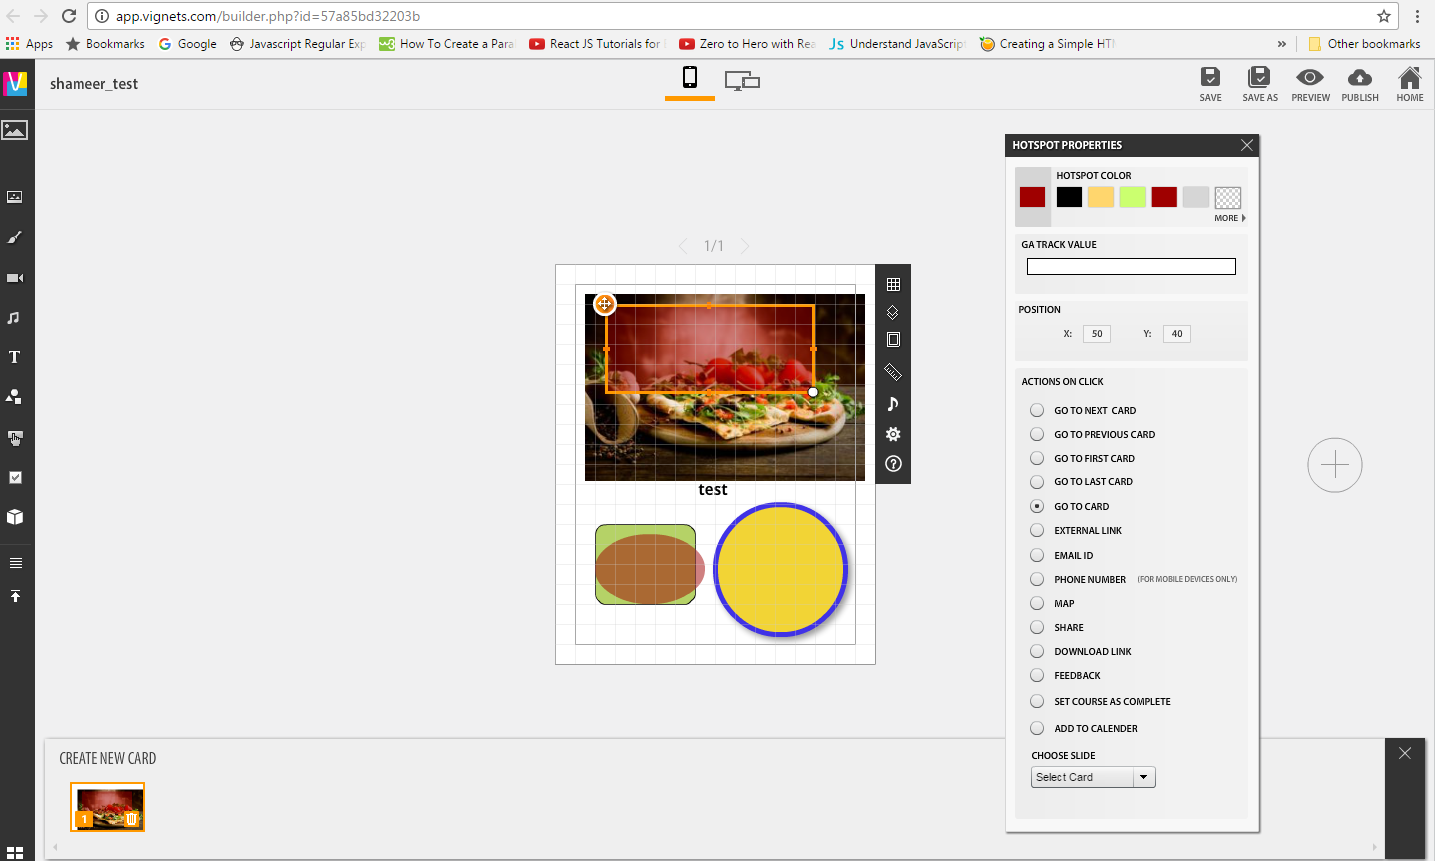 app.vignets.com/builder.php?id=57a85bd32203b
Apps
Bookmarks
G Google
Javascript Regular Exp
w3 How To Create a Para
React JS Tutorials for
Zero to Hero with Rea
Js Understand JavaScript
Creating a Simple HTM
»
Other bookmarks
V
shameer_test
SAVE
SAVE AS
PREVIEW
PUBLISH
HOME
T
1/1
test
HOTSPOT PROPERTIES
HOTSPOT COLOR
MORE
GA TRACK VALUE
POSITION
X: 50 Y: 40
ACTIONS ON CLICK
GO TO NEXT CARD
GO TO PREVIOUS CARD
GO TO FIRST CARD
GO TO LAST CARD
GO TO CARD
EXTERNAL LINK
EMAIL ID
PHONE NUMBER (FOR MOBILE DEVICES ONLY)
MAP
SHARE
DOWNLOAD LINK
FEEDBACK
SET COURSE AS COMPLETE
ADD TO CALENDER
CHOOSE SLIDE
Select Card
CREATE NEW CARD
1